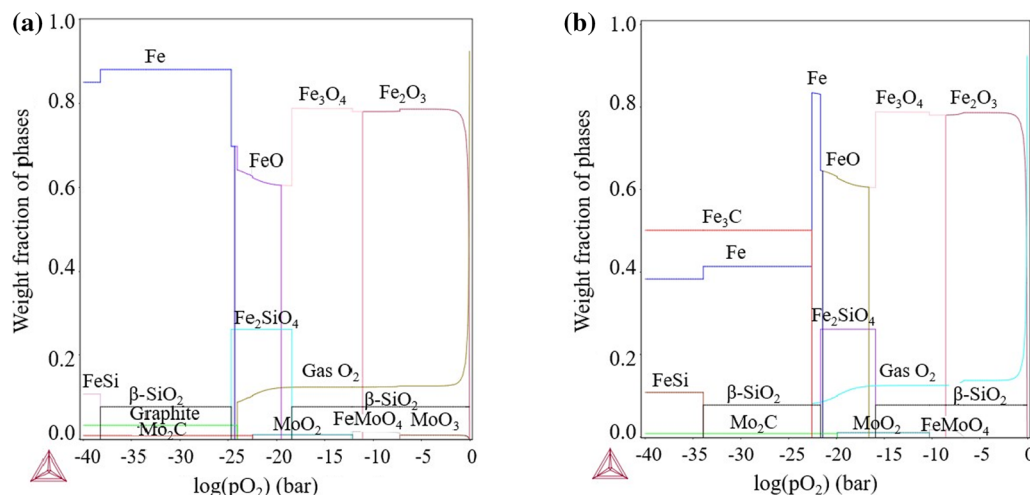 (a)
Weight fraction of phases
1.0
0.8
0.6
0.4
0.2
0.0
Fe
Fe₃O₄
Fe₂O₃
FeO
Fe₂SiO₄
Gas O₂
FeSi
β-SiO₂
β-SiO₂
Graphite
FeMoO₄
Mo₂C
MoO₂
MoO₃
-40 -35 -30 -25 -20 -15 -10 -5 0
log(pO₂) (bar)
(b)
Weight fraction of phases
1.0
0.8
0.6
0.4
0.2
0.0
Fe
Fe₃O₄
Fe₂O₃
FeO
Fe₃C
Fe
Fe₂SiO₄
Gas O₂
FeSi
β-SiO₂
β-SiO₂
Mo₂C
MoO₂
FeMoO₄
-40 -35 -30 -25 -20 -15 -10 -5 0
log(pO₂) (bar)